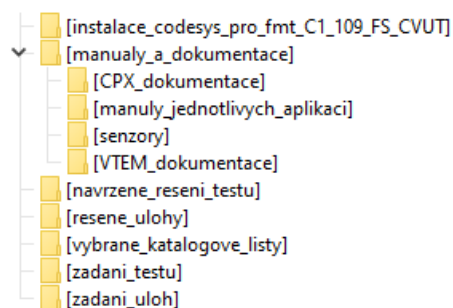 [instalace_codesys_pro_fmt_C1_109_FS_CVUT]
[manualy_a_dokumentace]
[CPX_dokumentace]
[manuly_jednotlivych_aplikaci]
[senzory]
[VTEM_dokumentace]
[navrzene_reseni_testu]
[resene_ulohy]
[vybrane_katalogove_listy]
[zadani_testu]
[zadani_uloh]